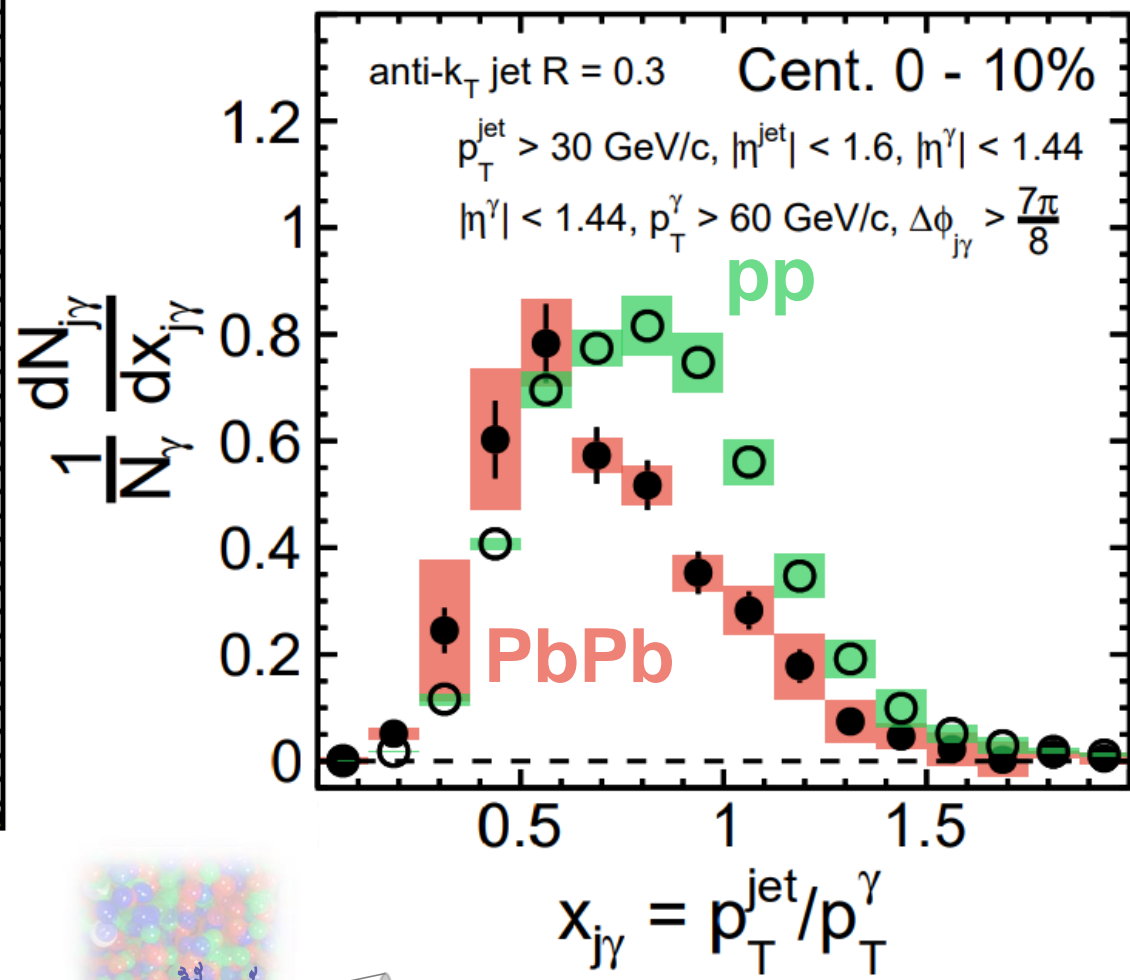 anti-k_T jet R = 0.3
Cent. 0 - 10%
p_T^jet > 30 GeV/c, |η^jet| < 1.6, |η^γ| < 1.44
|η^γ| < 1.44, p_T^γ > 60 GeV/c, Δϕ_jγ > 7π/8
pp
PbPb
1/N_γ dN_jγ/dx_jγ
1.2
1
0.8
0.6
0.4
0.2
0
0.5 1 1.5
x_jγ = p_T^jet/p_T^γ